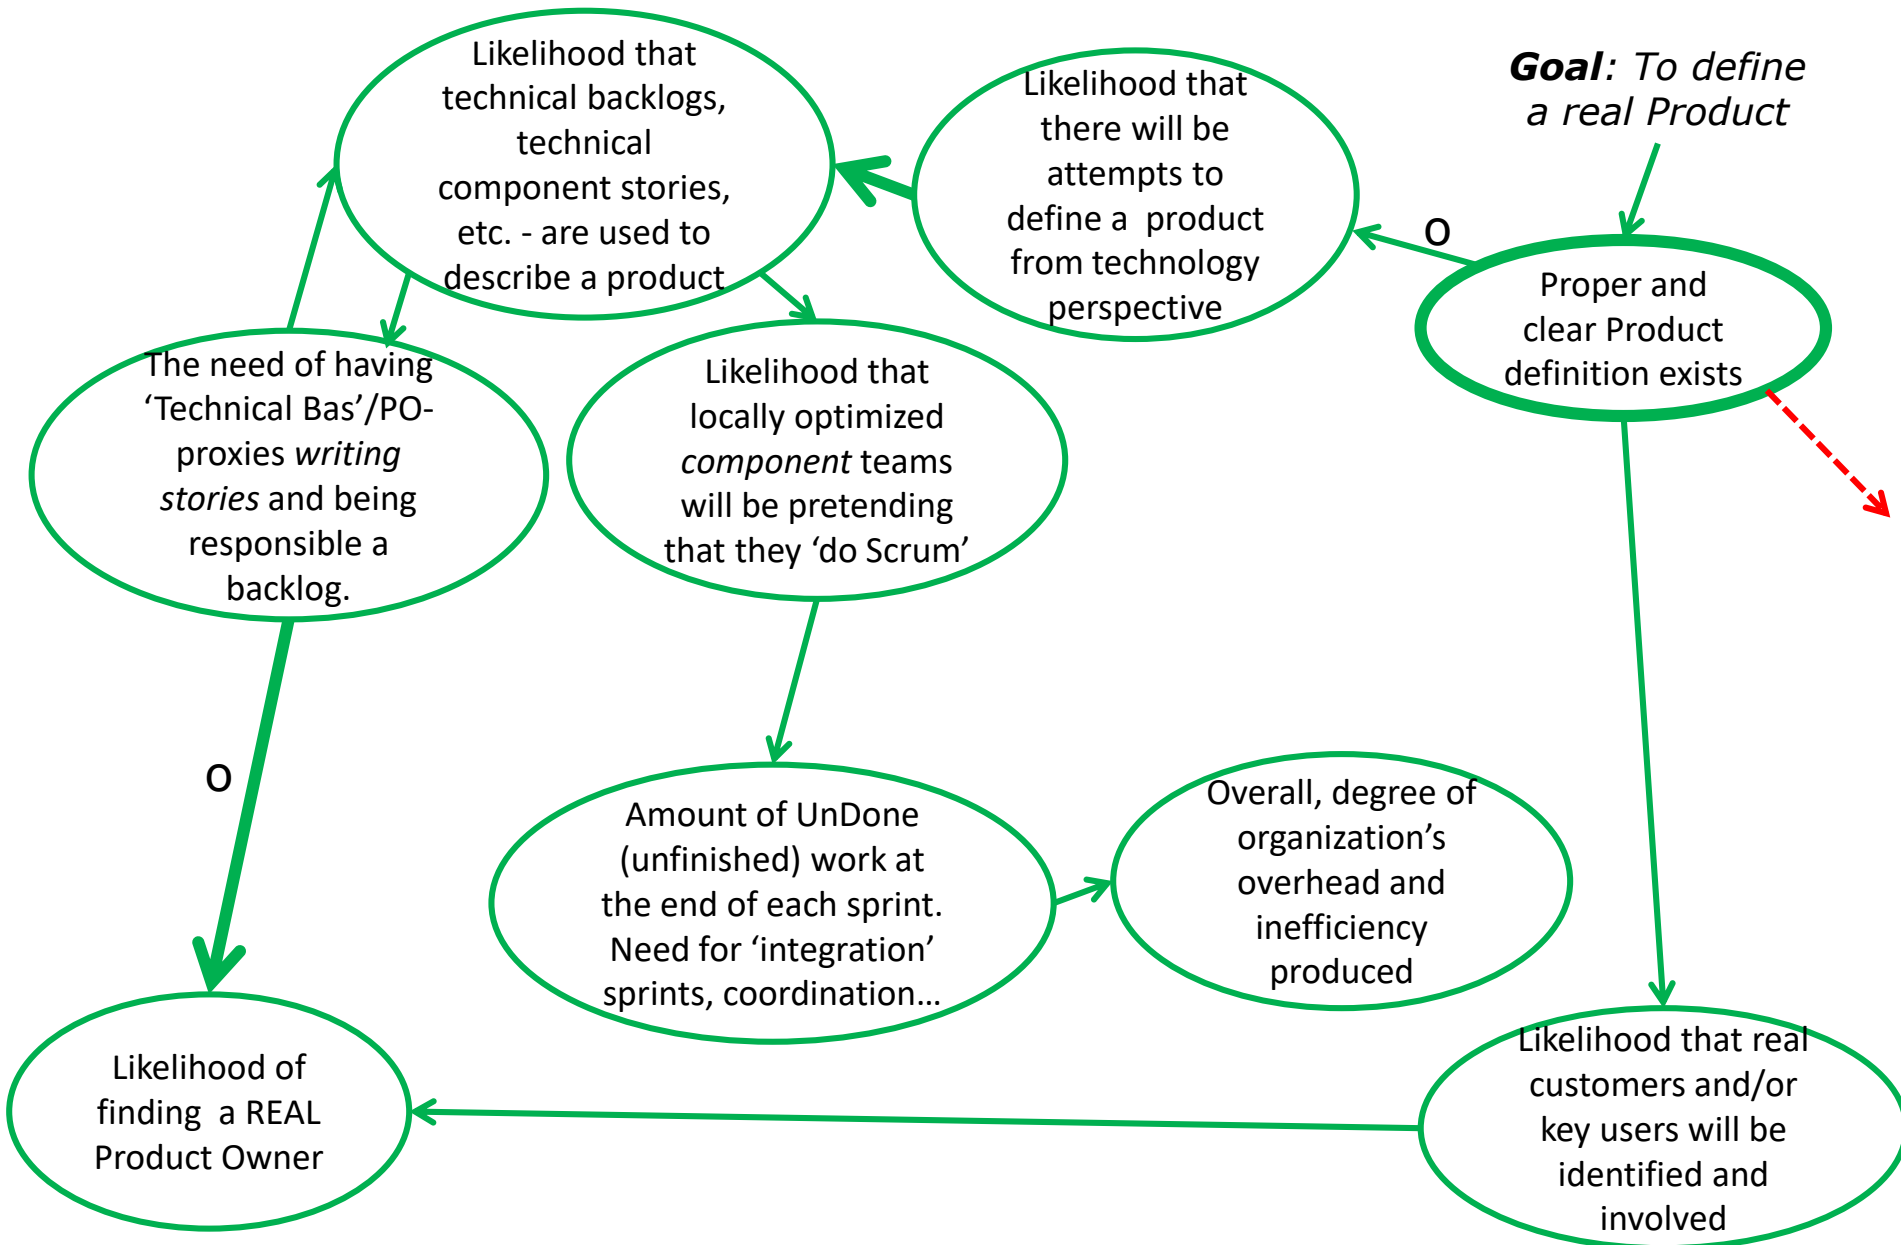 Likelihood that
technical backlogs,
technical
component stories,
etc. - are used to
describe a product
Likelihood that
there will be
attempts to
define a  product
from technology
perspective
Goal: To define
a real Product
O
Proper and
clear Product
definition exists
The need of having
‘Technical Bas’/PO-
proxies writing
stories and being
responsible a
backlog.
Likelihood that
locally optimized
component teams
will be pretending
that they ‘do Scrum’
O
Amount of UnDone
(unfinished) work at
the end of each sprint.
Need for ‘integration’
sprints, coordination…
Overall, degree of
organization’s
overhead and
inefficiency
produced
Likelihood of
finding  a REAL
Product Owner
Likelihood that real
customers and/or
key users will be
identified and
involved